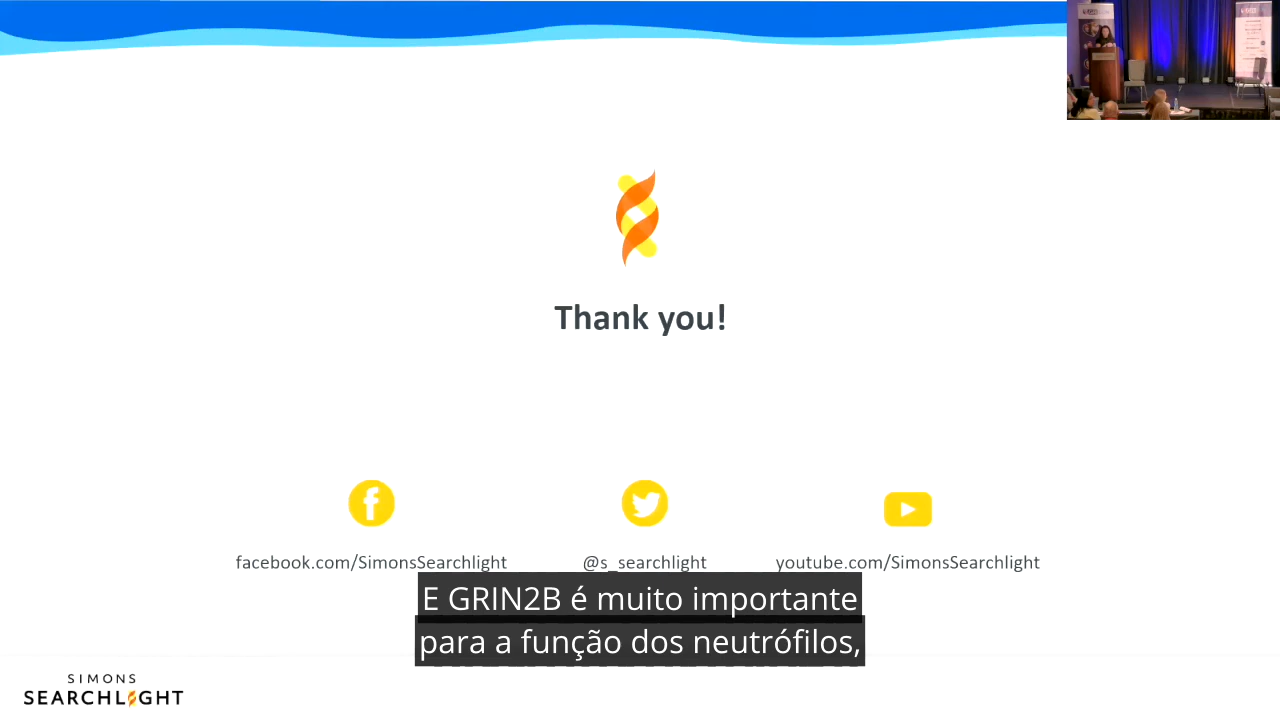 Thank you!
facebook.com/SimonsSearchlight
@s_searchlight
youtube.com/SimonsSearchlight
E GRIN2B é muito importante
para a função dos neutrófilos,
SIMONS
SEARCHLIGHT